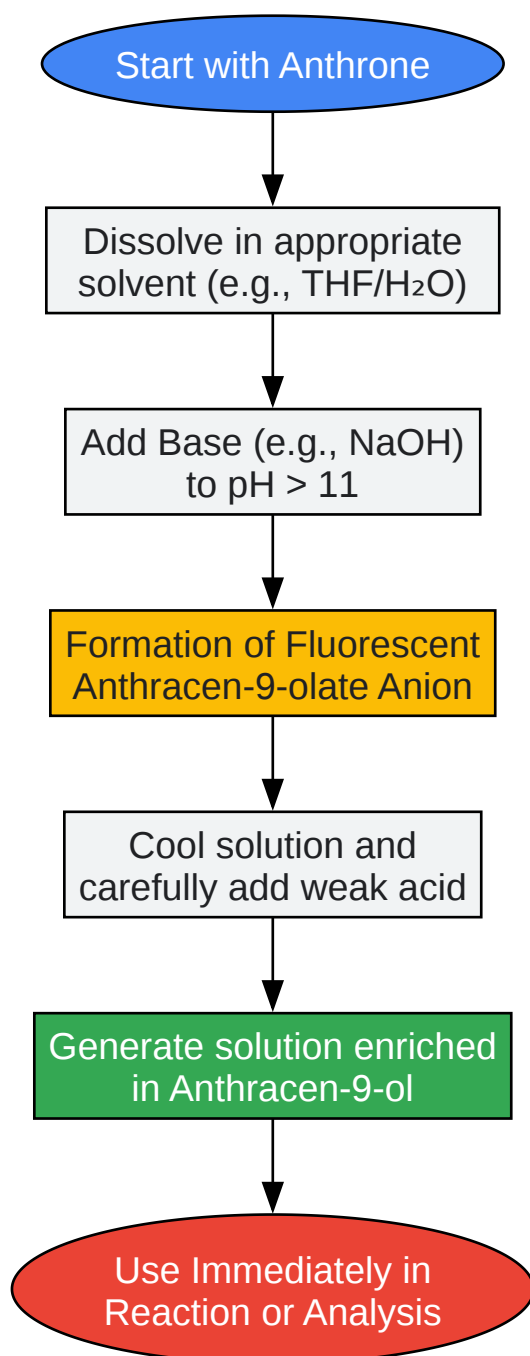 Start with Anthrone
Dissolve in appropriate
solvent (e.g., THF/H₂O)
Add Base (e.g., NaOH)
to pH > 11
Formation of Fluorescent
Anthracen-9-olate Anion
Cool solution and
carefully add weak acid
Generate solution enriched
in Anthracen-9-ol
Use Immediately in
Reaction or Analysis